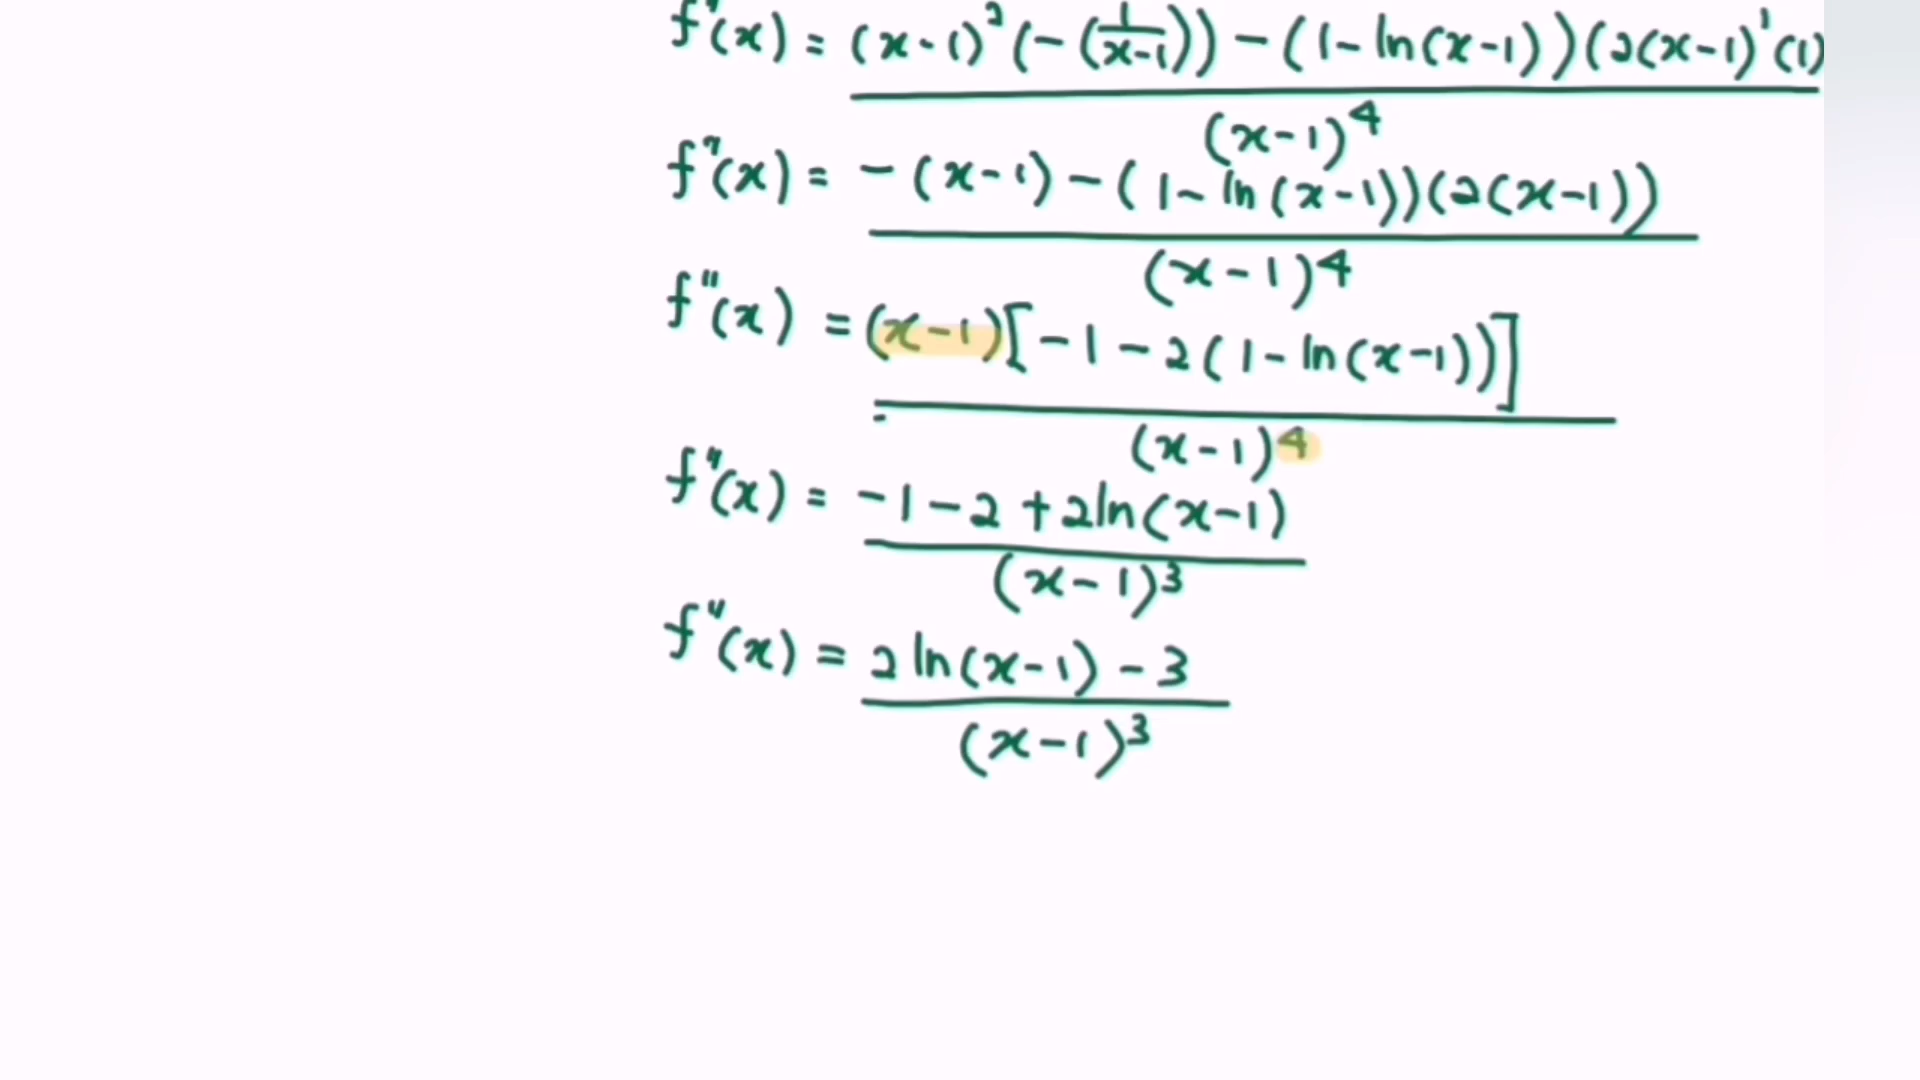 f''(x) = (x-1)²(-(1/(x-1))) - (1-ln(x-1))(2(x-1)¹(1)
(x-1)⁴
f''(x) = -(x-1) - (1-ln(x-1))(2(x-1))
(x-1)⁴
f''(x) = (x-1)[-1-2(1-ln(x-1))]
=
(x-1)⁴
f''(x) = -1-2+2ln(x-1)
(x-1)³
f''(x) = 2ln(x-1)-3
(x-1)³